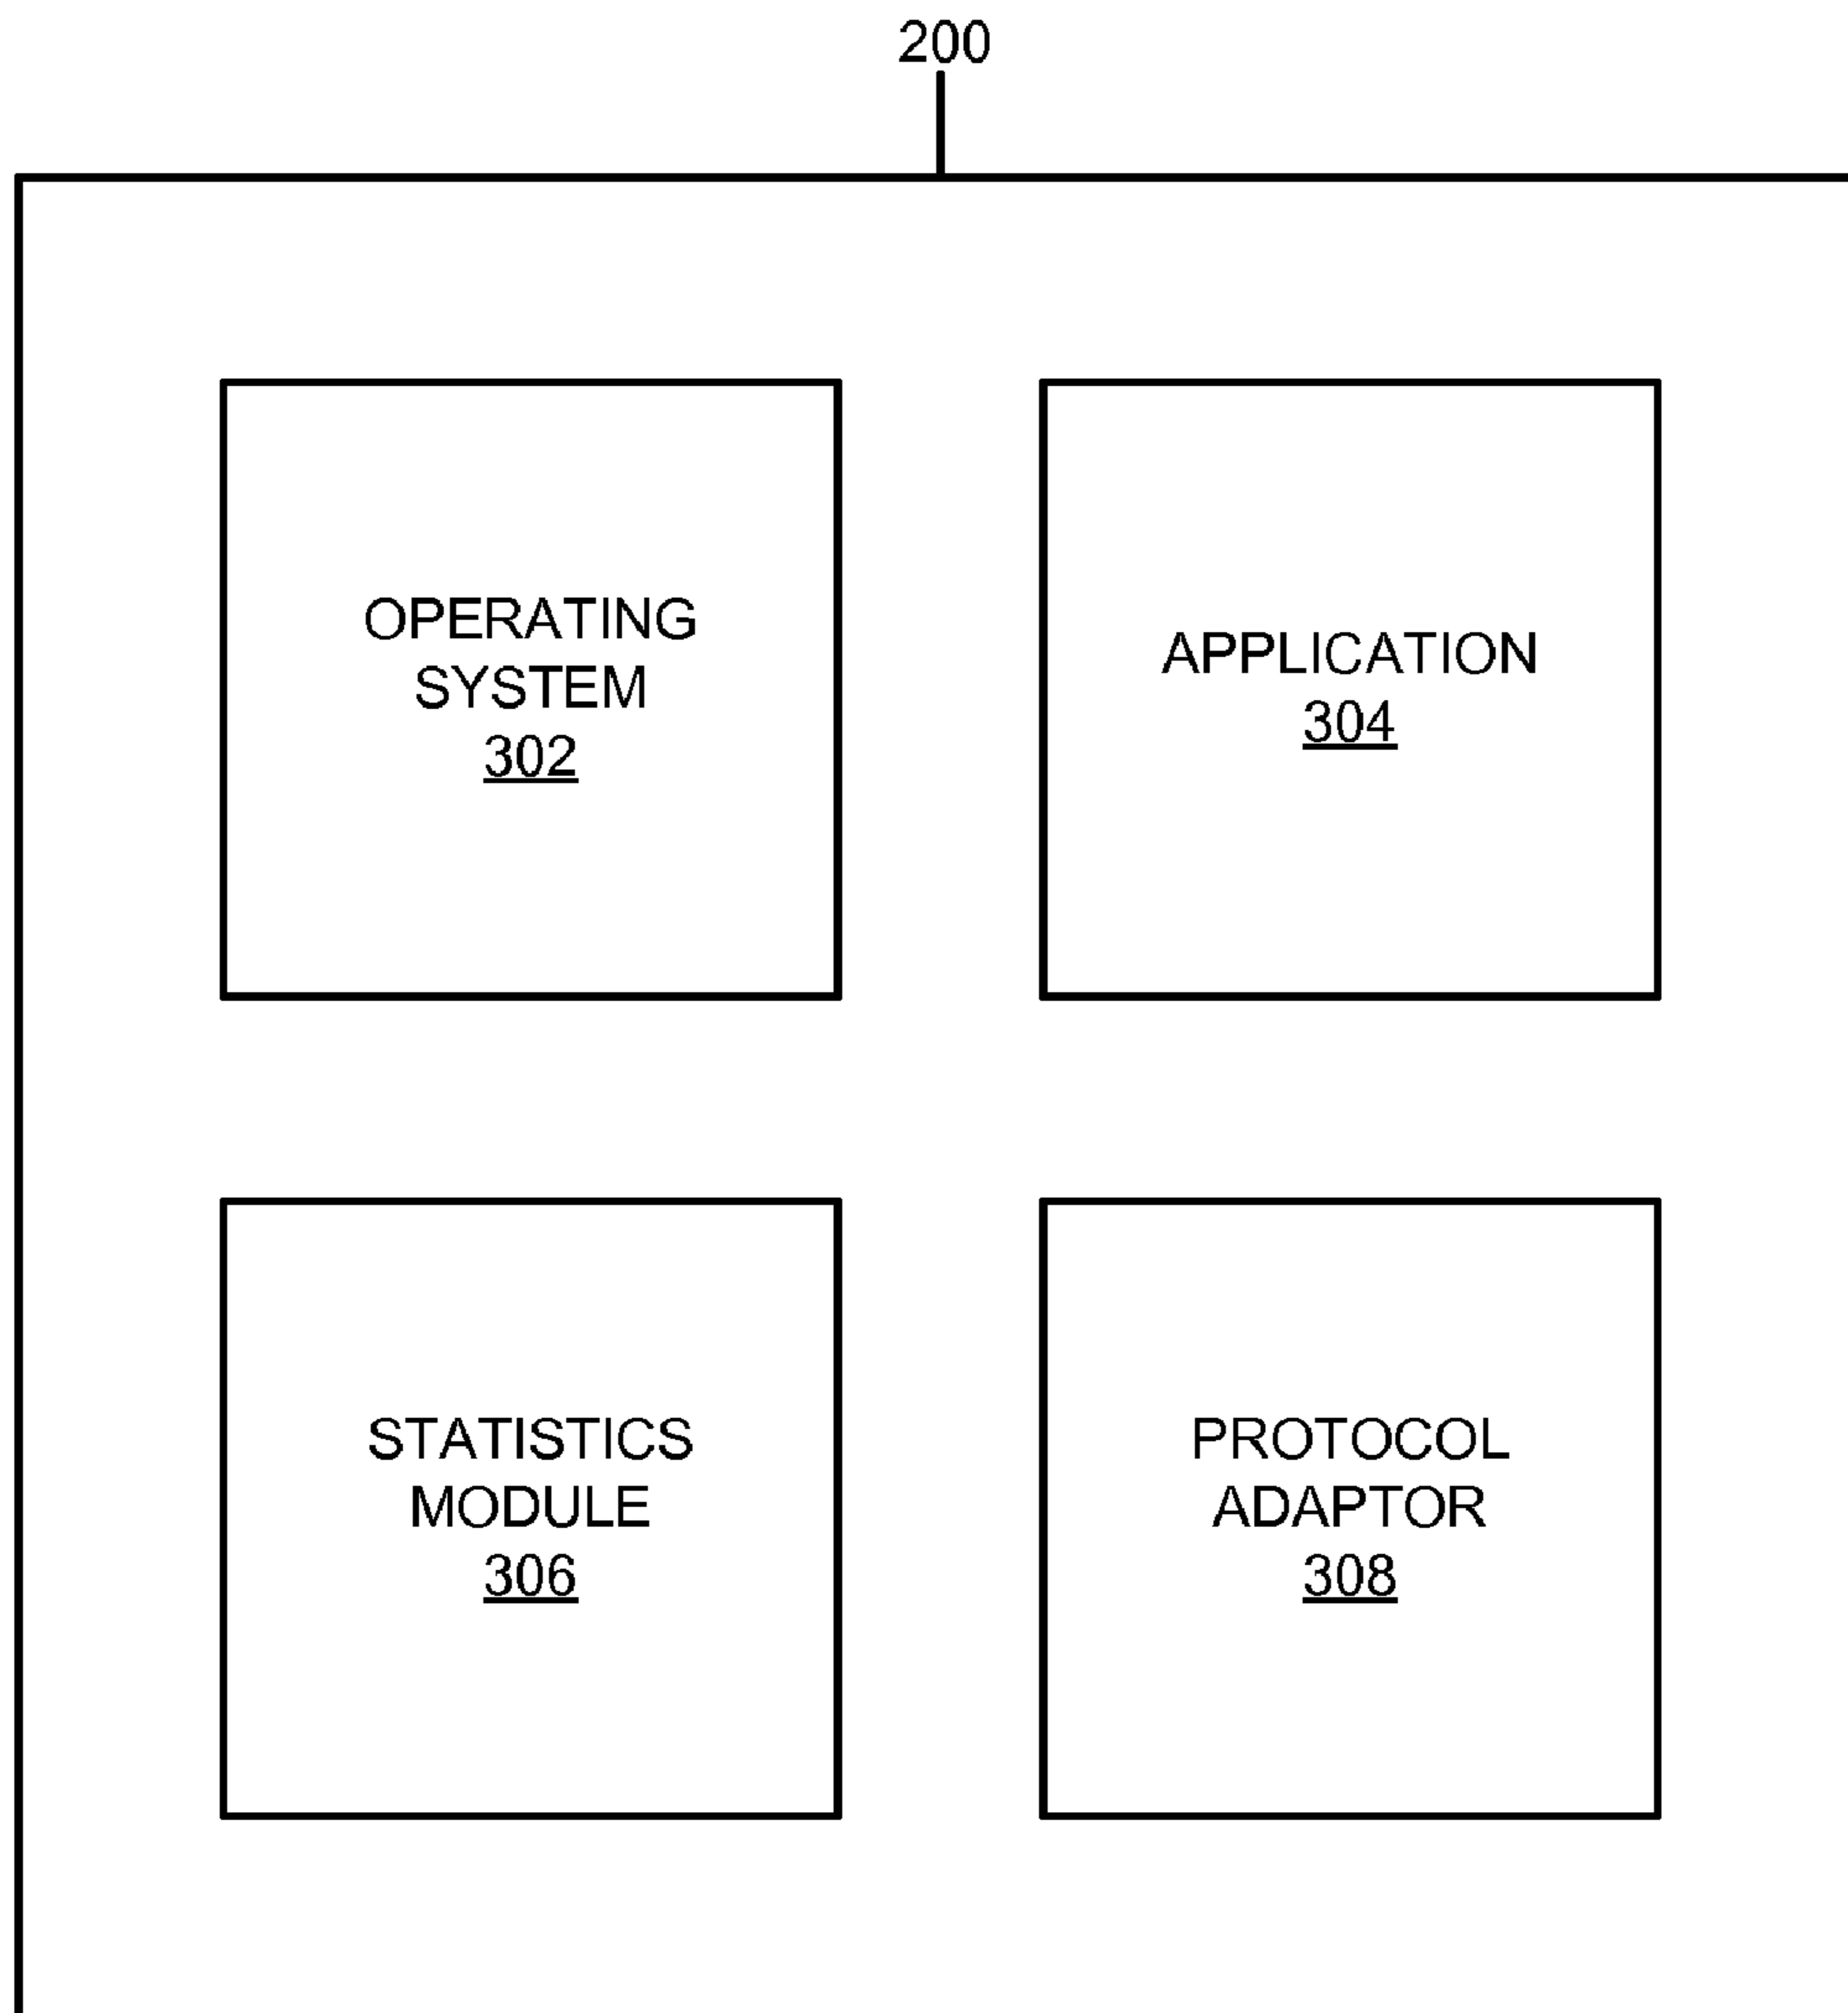 200
OPERATING
SYSTEM
302
APPLICATION
304
STATISTICS
MODULE
306
PROTOCOL
ADAPTOR
308